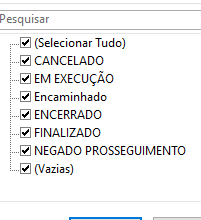 Pesquisar
(Selecionar Tudo)
CANCELADO
EM EXECUÇÃO
Encaminhado
ENCERRADO
FINALIZADO
NEGADO PROSSEGUIMENTO
(Vazias)